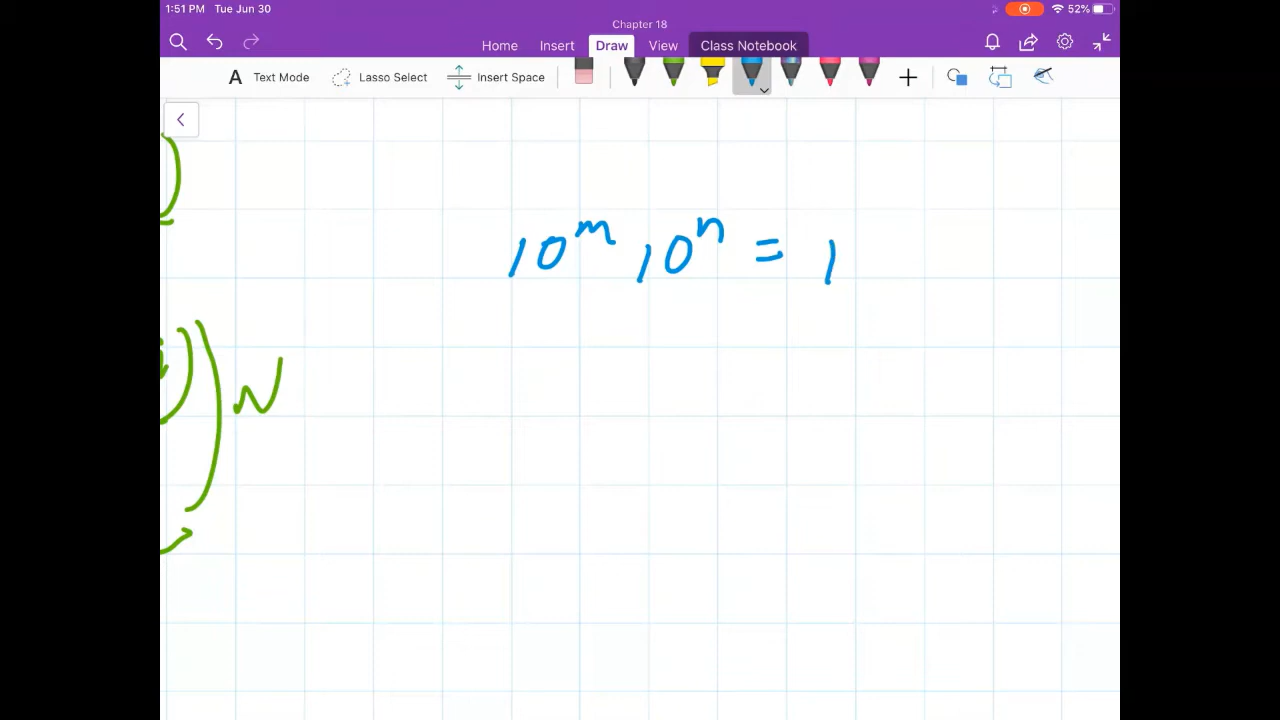 1:51 PM Tue Jun 30
52%
Chapter 18
Home Insert Draw View Class Notebook
A Text Mode Lasso Select Insert Space
10^m 10^n = 1
N